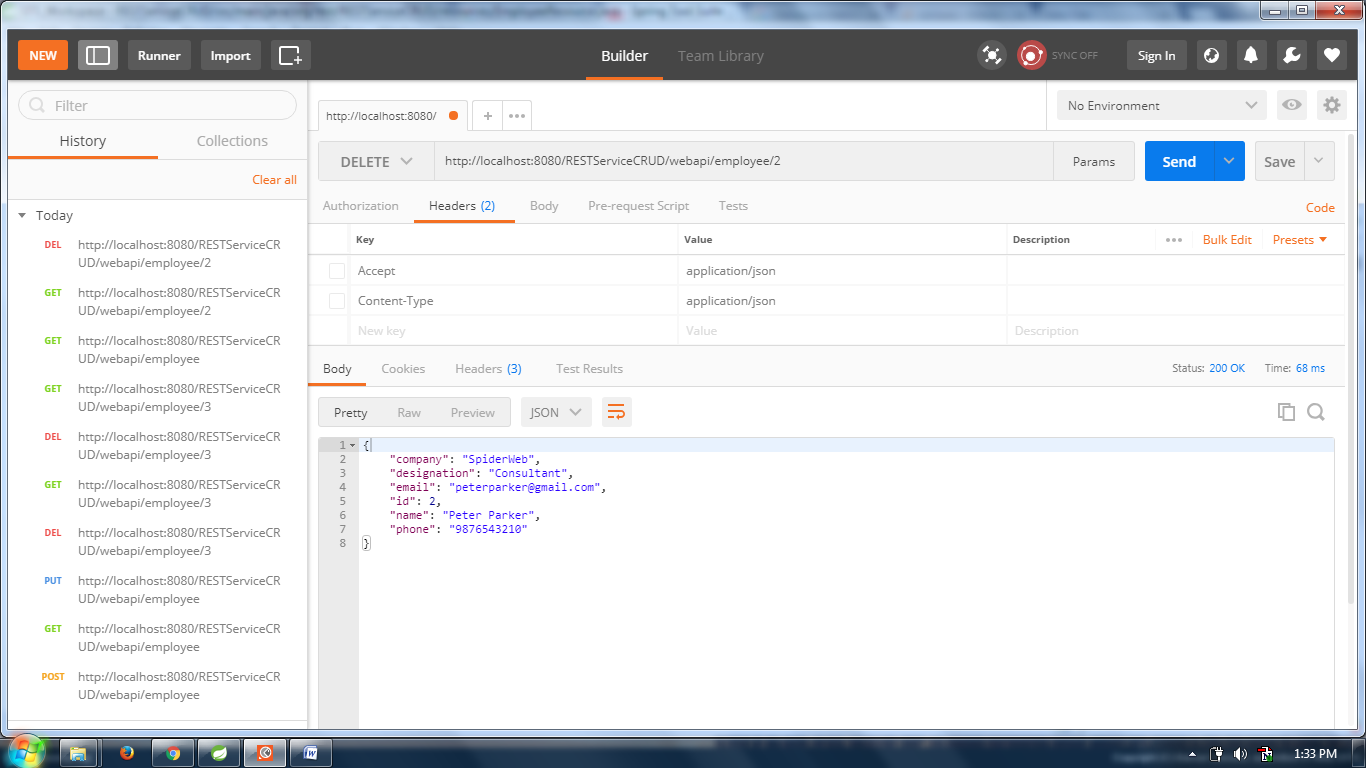 NEW Runner Import Builder Team Library SYNC OFF Sign In
Filter
History Collections
Clear all
Today
DEL http://localhost:8080/RESTServiceCR
UD/webapi/employee/2
GET http://localhost:8080/RESTServiceCR
UD/webapi/employee/2
GET http://localhost:8080/RESTServiceCR
UD/webapi/employee
GET http://localhost:8080/RESTServiceCR
UD/webapi/employee/3
DEL http://localhost:8080/RESTServiceCR
UD/webapi/employee/3
GET http://localhost:8080/RESTServiceCR
UD/webapi/employee/3
DEL http://localhost:8080/RESTServiceCR
UD/webapi/employee/3
PUT http://localhost:8080/RESTServiceCR
UD/webapi/employee
GET http://localhost:8080/RESTServiceCR
UD/webapi/employee
POST http://localhost:8080/RESTServiceCR
UD/webapi/employee
http://localhost:8080/ + ••• No Environment
DELETE http://localhost:8080/RESTServiceCRUD/webapi/employee/2 Params Send Save
Authorization Headers (2) Body Pre-request Script Tests Code
Key Value Description ••• Bulk Edit Presets
Accept application/json
Content-Type application/json
New key Value Description
Body Cookies Headers (3) Test Results Status: 200 OK Time: 68 ms
Pretty Raw Preview JSON
1 {
2 "company": "SpiderWeb",
3 "designation": "Consultant",
4 "email": "peterparker@gmail.com",
5 "id": 2,
6 "name": "Peter Parker",
7 "phone": "9876543210"
8 }
1:33 PM